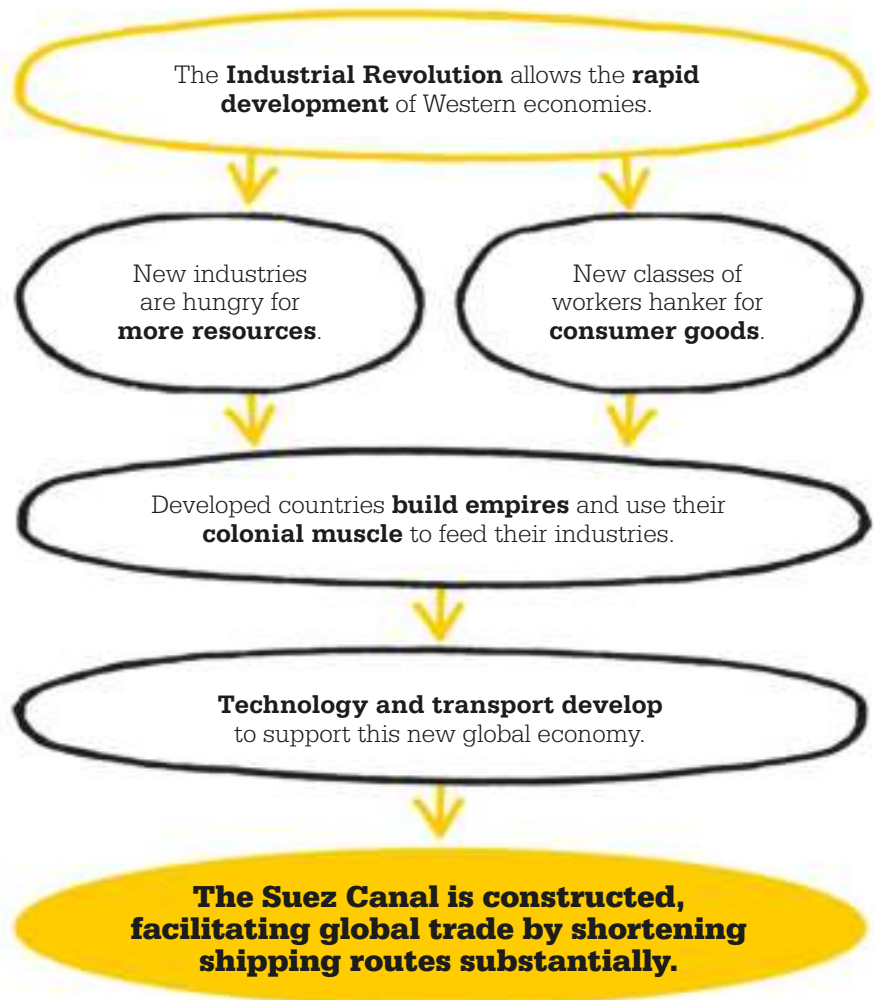 The Industrial Revolution allows the rapid
development of Western economies.
New industries
are hungry for
more resources.
New classes of
workers hanker for
consumer goods.
Developed countries build empires and use their
colonial muscle to feed their industries.
Technology and transport develop
to support this new global economy.
The Suez Canal is constructed,
facilitating global trade by shortening
shipping routes substantially.